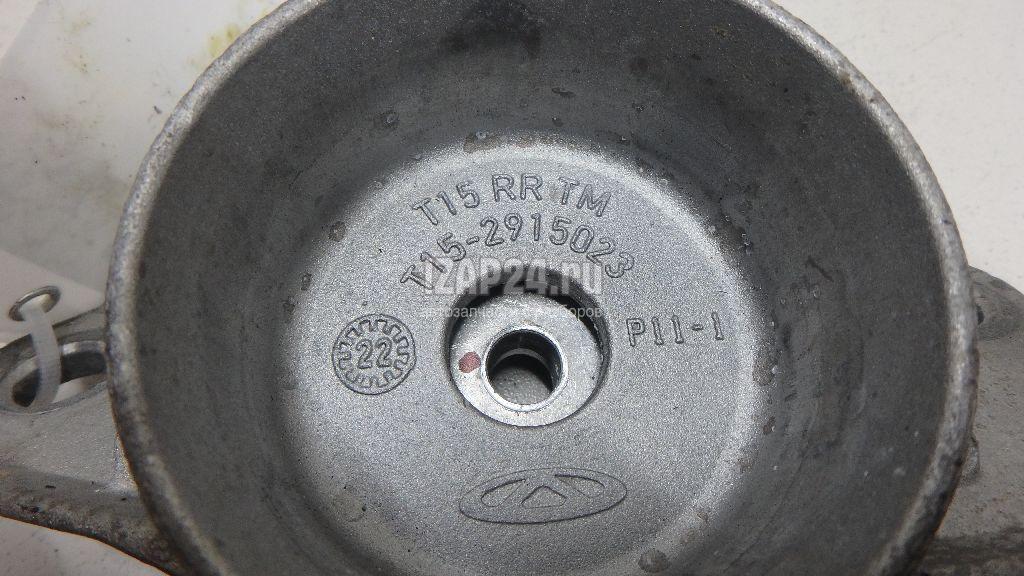 T15 RR TM
T15-2915023
IZAP24.ru
P11-1
22